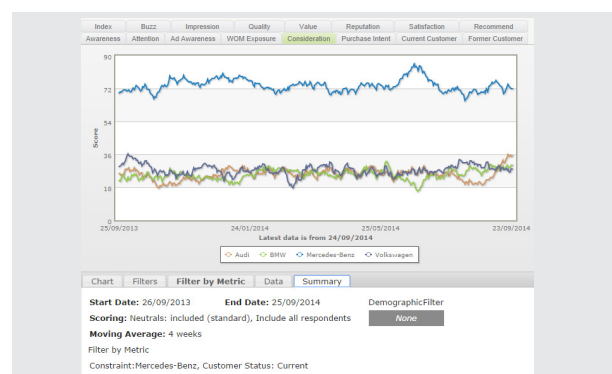 Index Buzz Impression Quality Value Reputation Satisfaction Recommend
Awareness Attention Ad Awareness WOM Exposure Consideration Purchase Intent Current Customer Former Customer
90
72
54
36
18
0
Score
25/09/2013 24/01/2014 25/05/2014 23/09/2014
Latest data is from 24/09/2014
Audi BMW Mercedes-Benz Volkswagen
Chart Filters Filter by Metric Data Summary
Start Date: 26/09/2013 End Date: 25/09/2014 DemographicFilter
Scoring: Neutrals: included (standard), Include all respondents None
Moving Average: 4 weeks
Filter by Metric
Constraint:Mercedes-Benz, Customer Status: Current